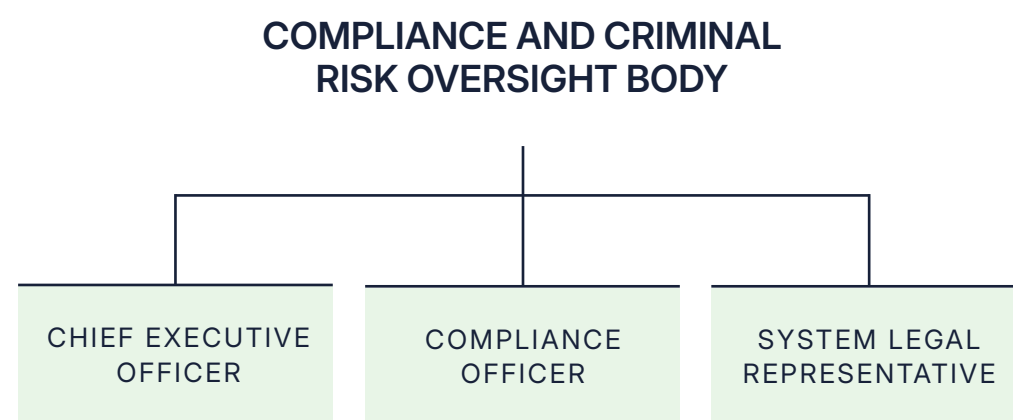 COMPLIANCE AND CRIMINAL
RISK OVERSIGHT BODY
CHIEF EXECUTIVE
OFFICER
COMPLIANCE
OFFICER
SYSTEM LEGAL
REPRESENTATIVE